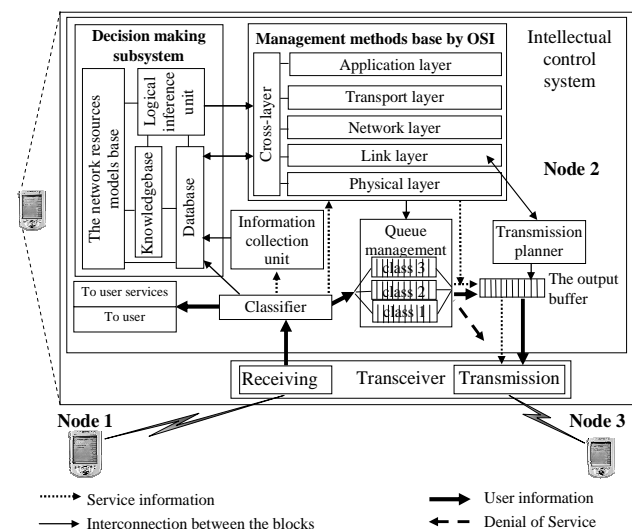 Decision making
subsystem
Management methods base by OSI
Intellectual
control
system
The network resources
models base
Logical
inference
unit
Knowledgebase
Database
Cross-layer
Application layer
Transport layer
Network layer
Link layer
Physical layer
Node 2
Information
collection
unit
Queue
management
class 3
class 2
class 1
Transmission
planner
The output
buffer
To user services
To user
Classifier
Receiving
Transceiver
Transmission
Node 1
Node 3
Service information
User information
Interconnection between the blocks
Denial of Service